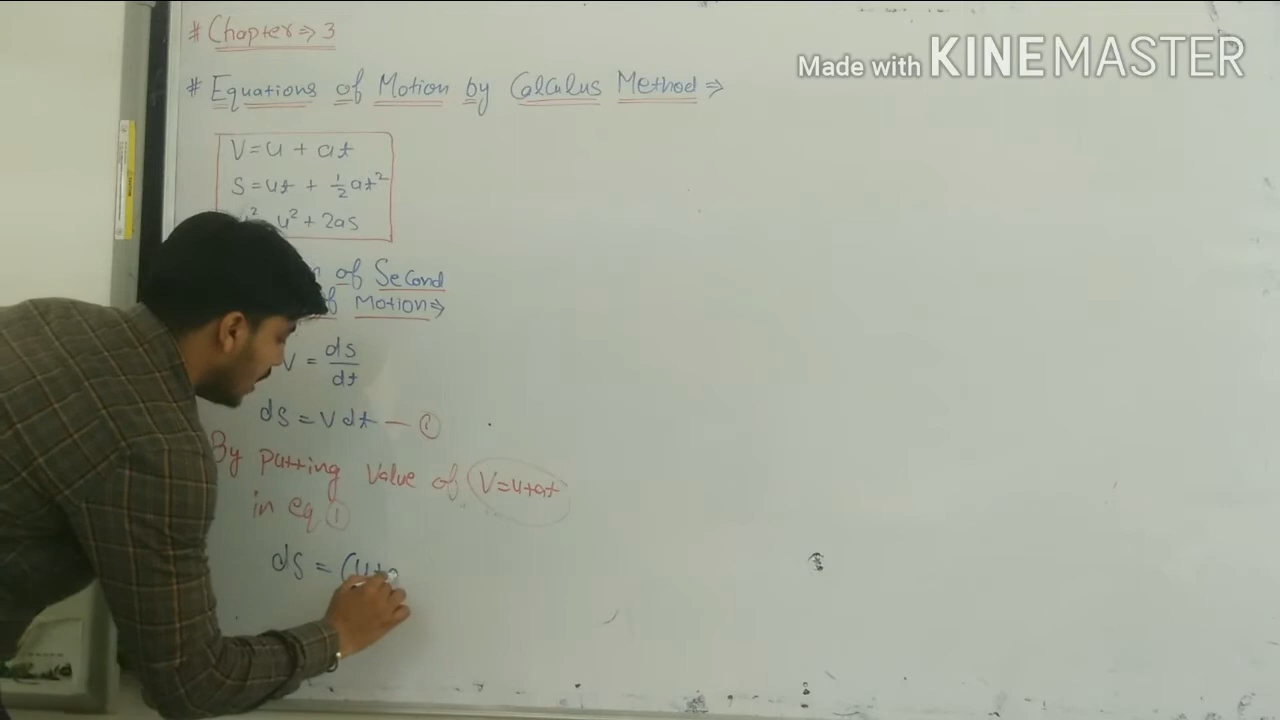 # Chapter ⇒ 3
Made with KINEMASTER
# Equations of Motion by Calculus Method ⇒
V = u + at
S = ut + 1/2 at²
u² + 2as
of Second
of Motion ⇒
V = ds/dt
ds = V dt — ①
By putting Value of V = u + at
in eq ①
ds = (u +